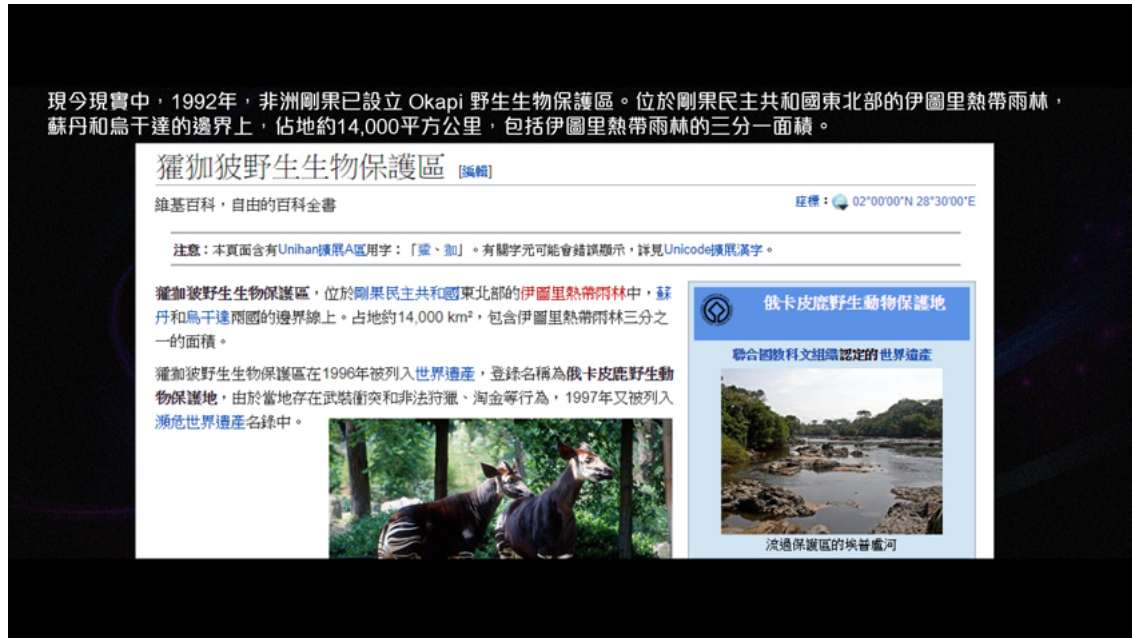 現今現實中，1992年，非洲剛果已設立 Okapi 野生生物保護區。位於剛果民主共和國東北部的伊圖里熱帶雨林，
蘇丹和烏干達的邊界上，佔地約14,000平方公里，包括伊圖里熱帶雨林的三分一面積。
㺢㹢狓野生生物保護區 [編輯]
維基百科，自由的百科全書
座標： 02°00′00″N 28°30′00″E
注意：本頁面含有Unihan擴展A區用字：「㺢、㹢」。有關字元可能會錯誤顯示，詳見Unicode擴展漢字。
㺢㹢狓野生生物保護區，位於剛果民主共和國東北部的伊圖里熱帶雨林中，蘇
丹和烏干達兩國的邊界線上。占地約14,000 km²，包含伊圖里熱帶雨林三分之
一的面積。
㺢㹢狓野生生物保護區在1996年被列入世界遺產，登錄名稱為俄卡皮鹿野生動
物保護地，由於當地存在武裝衝突和非法狩獵、淘金等行為，1997年又被列入
瀕危世界遺產名錄中。
俄卡皮鹿野生動物保護地
聯合國教科文組織認定的世界遺產
流過保護區的埃普盧河